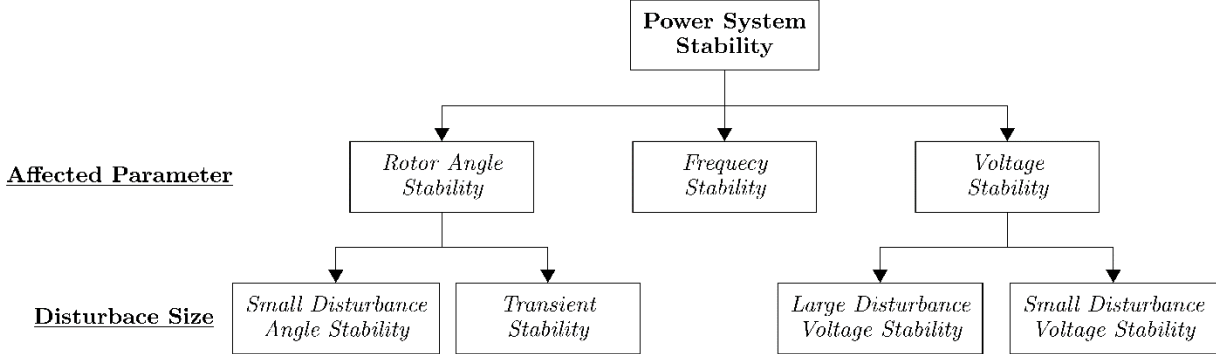 Power System
Stability
Affected Parameter
Rotor Angle
Stability
Frequecy
Stability
Voltage
Stability
Disturbace Size
Small Disturbance
Angle Stability
Transient
Stability
Large Disturbance
Voltage Stability
Small Disturbance
Voltage Stability